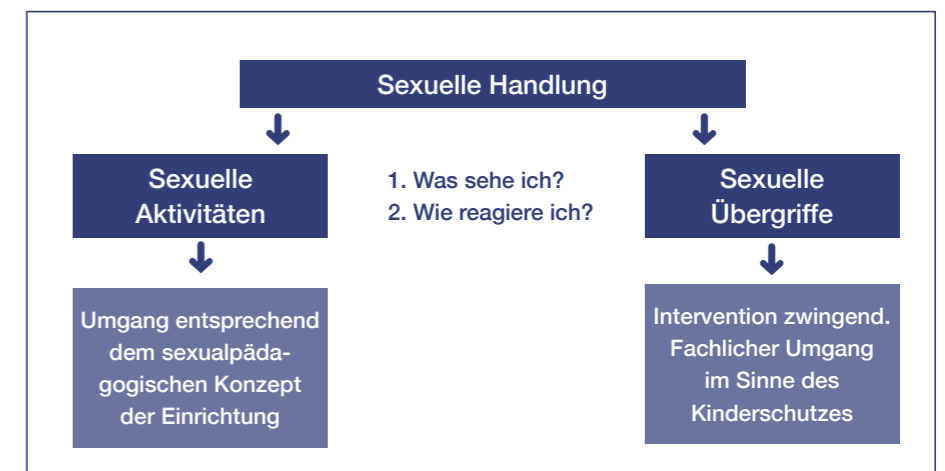 Sexuelle Handlung
Sexuelle
Aktivitäten
1. Was sehe ich?
2. Wie reagiere ich?
Sexuelle
Übergriffe
Umgang entsprechend
dem sexualpäda-
gogischen Konzept
der Einrichtung
Intervention zwingend.
Fachlicher Umgang
im Sinne des
Kinderschutzes